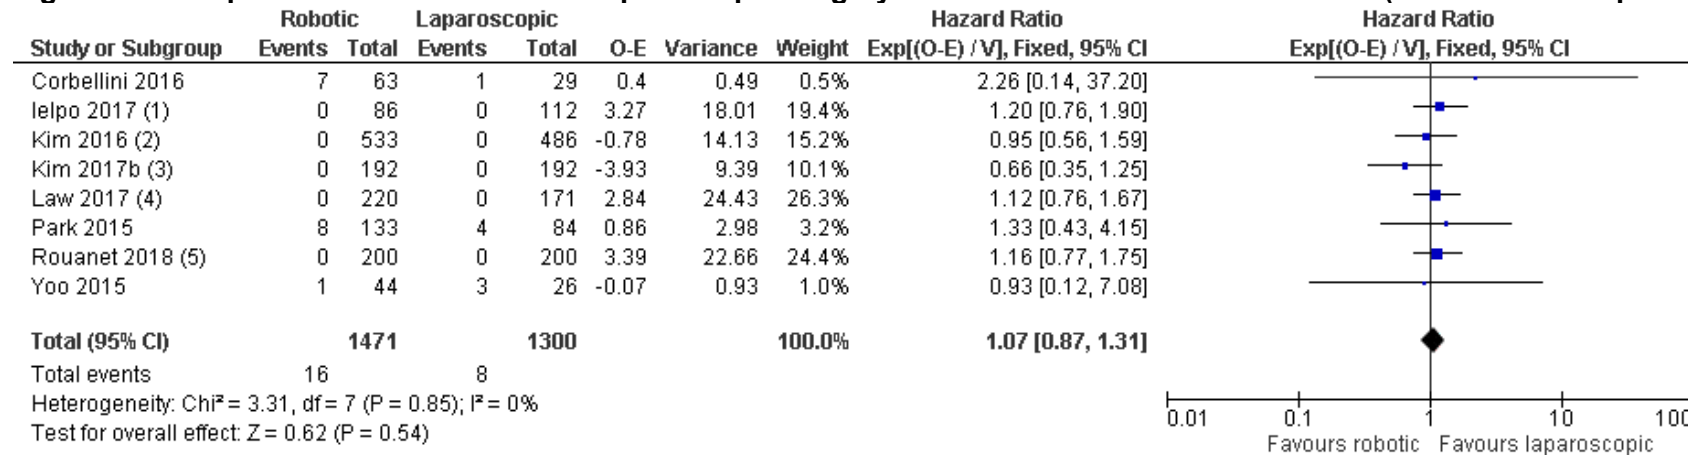 Robotic Laparoscopic Hazard Ratio Hazard Ratio
Study or Subgroup Events Total Events Total O-E Variance Weight Exp[(O-E) / V], Fixed, 95% CI Exp[(O-E) / V], Fixed, 95% CI
Corbellini 2016 7 63 1 29 0.4 0.49 0.5% 2.26 [0.14, 37.20]
Ielpo 2017 (1) 0 86 0 112 3.27 18.01 19.4% 1.20 [0.76, 1.90]
Kim 2016 (2) 0 533 0 486 -0.78 14.13 15.2% 0.95 [0.56, 1.59]
Kim 2017b (3) 0 192 0 192 -3.93 9.39 10.1% 0.66 [0.35, 1.25]
Law 2017 (4) 0 220 0 171 2.84 24.43 26.3% 1.12 [0.76, 1.67]
Park 2015 8 133 4 84 0.86 2.98 3.2% 1.33 [0.43, 4.15]
Rouanet 2018 (5) 0 200 0 200 3.39 22.66 24.4% 1.16 [0.77, 1.75]
Yoo 2015 1 44 3 26 -0.07 0.93 1.0% 0.93 [0.12, 7.08]
Total (95% CI) 1471 1300 100.0% 1.07 [0.87, 1.31]
Total events 16 8
Heterogeneity: Chi² = 3.31, df = 7 (P = 0.85); I² = 0%
Test for overall effect: Z = 0.62 (P = 0.54)
0.01 0.1 1 10 100
Favours robotic Favours laparoscopic